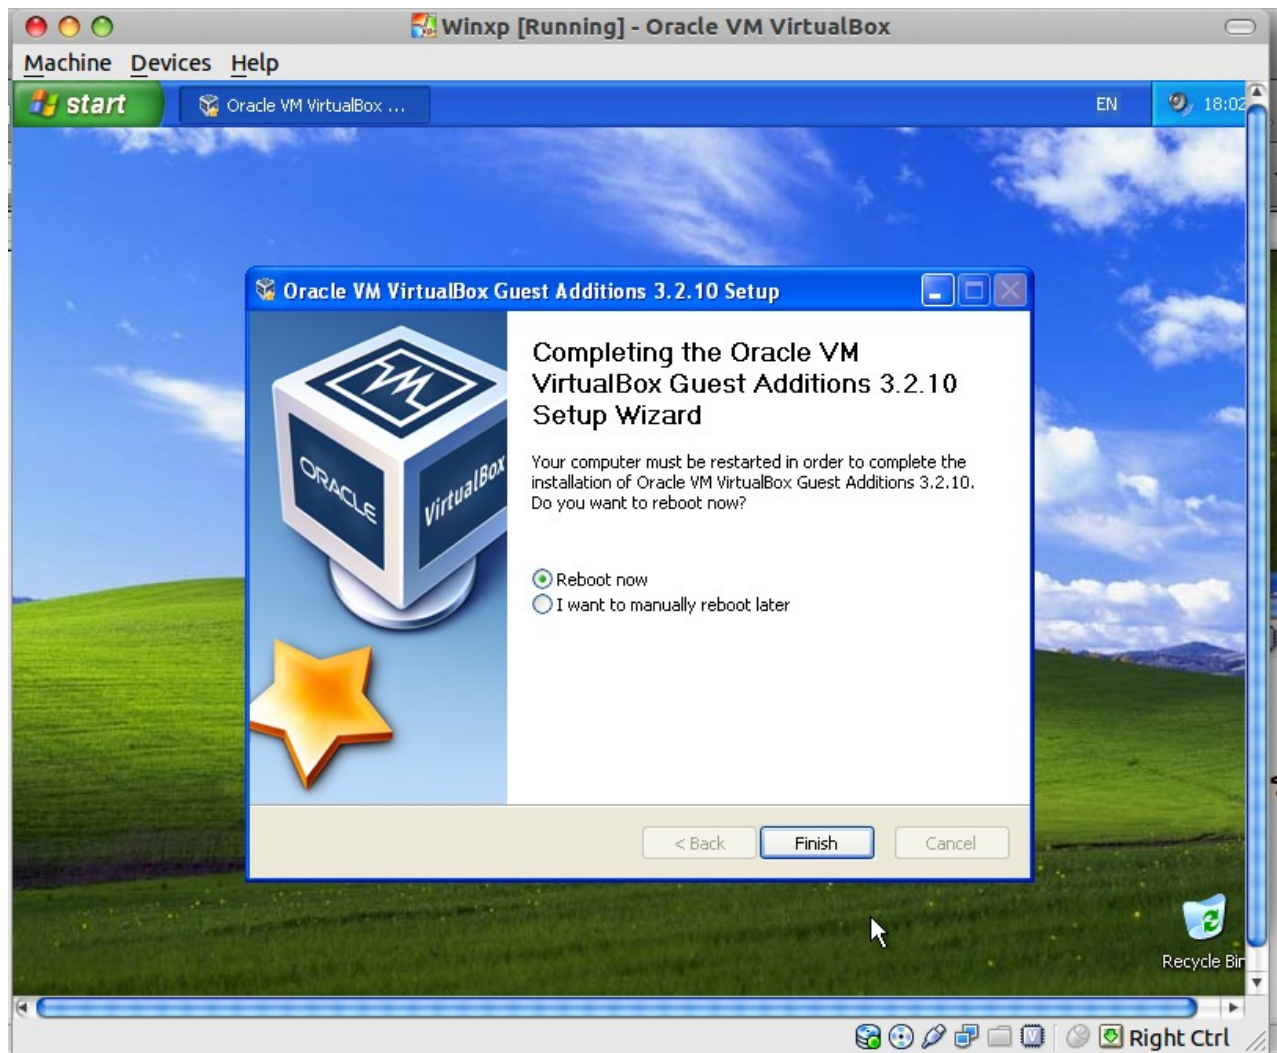 Winxp [Running] - Oracle VM VirtualBox
Machine Devices Help
start Oracle VM VirtualBox ... EN 18:02
Oracle VM VirtualBox Guest Additions 3.2.10 Setup
Completing the Oracle VM
VirtualBox Guest Additions 3.2.10
Setup Wizard
Your computer must be restarted in order to complete the
installation of Oracle VM VirtualBox Guest Additions 3.2.10.
Do you want to reboot now?
ORACLE VirtualBox
Reboot now
I want to manually reboot later
< Back Finish Cancel
Recycle Bin
Right Ctrl